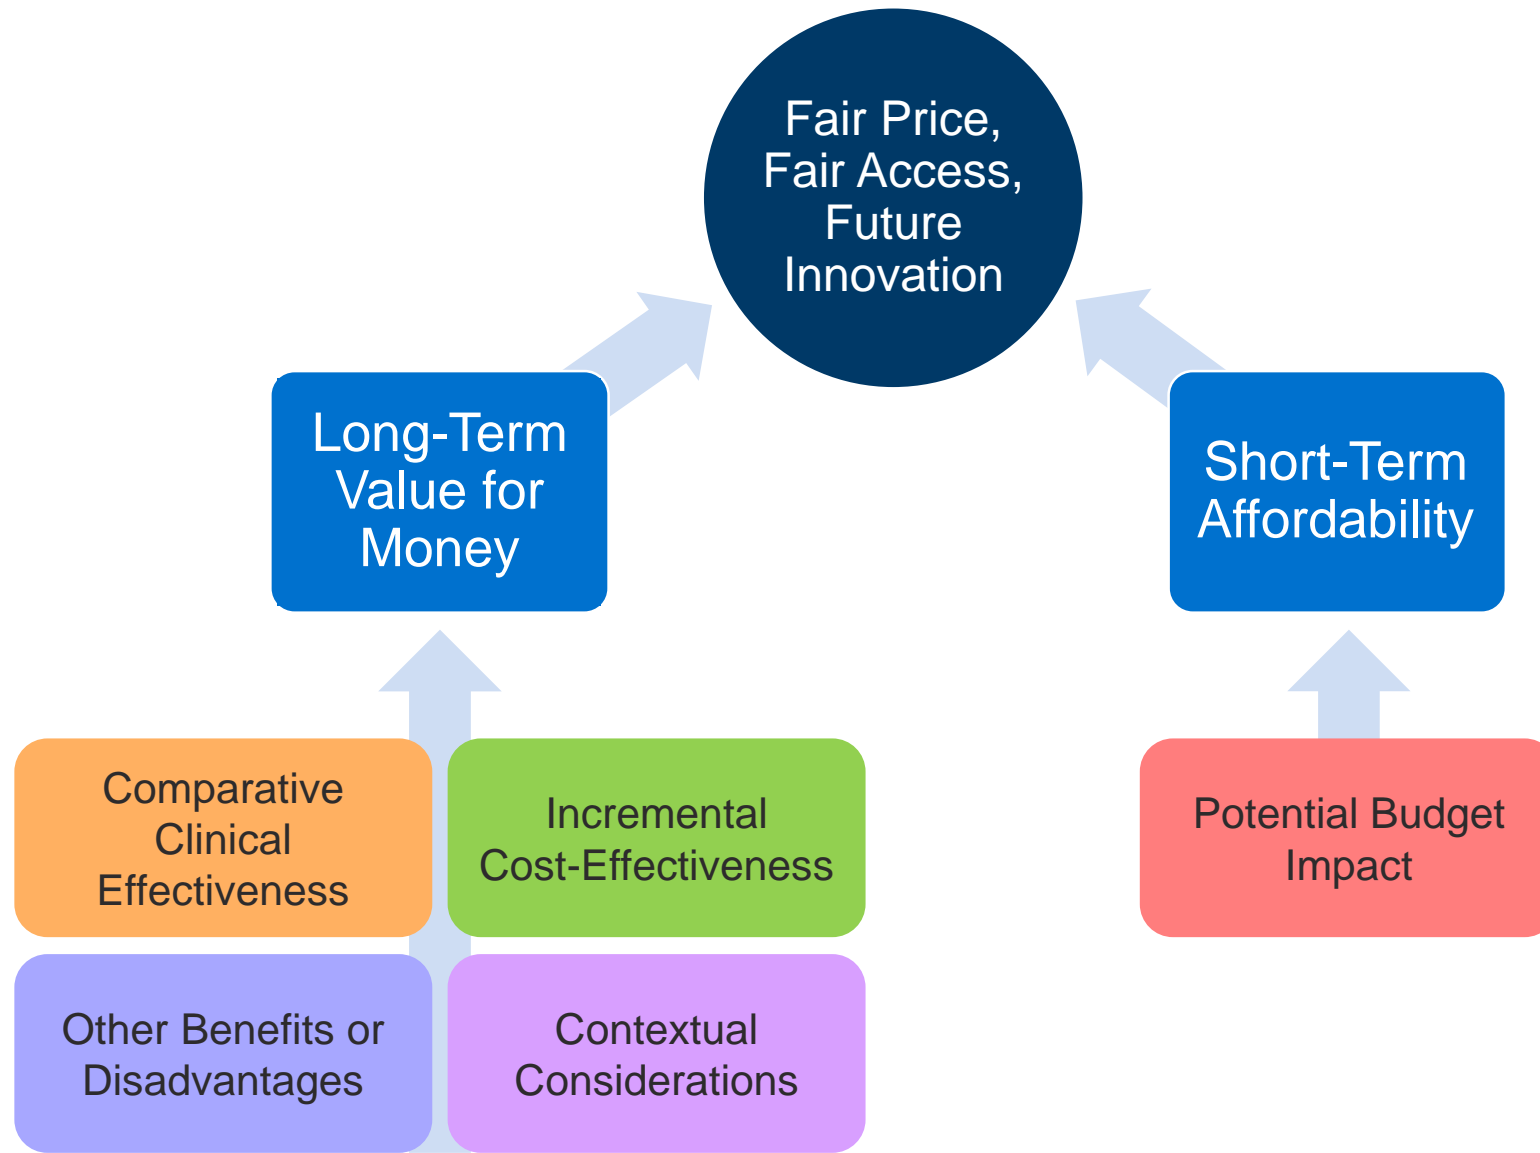 Fair Price,
Fair Access,
Future
Innovation
Long-Term
Value for
Money
Short-Term
Affordability
Comparative
Clinical
Effectiveness
Incremental
Cost-Effectiveness
Potential Budget
Impact
Other Benefits or
Disadvantages
Contextual
Considerations